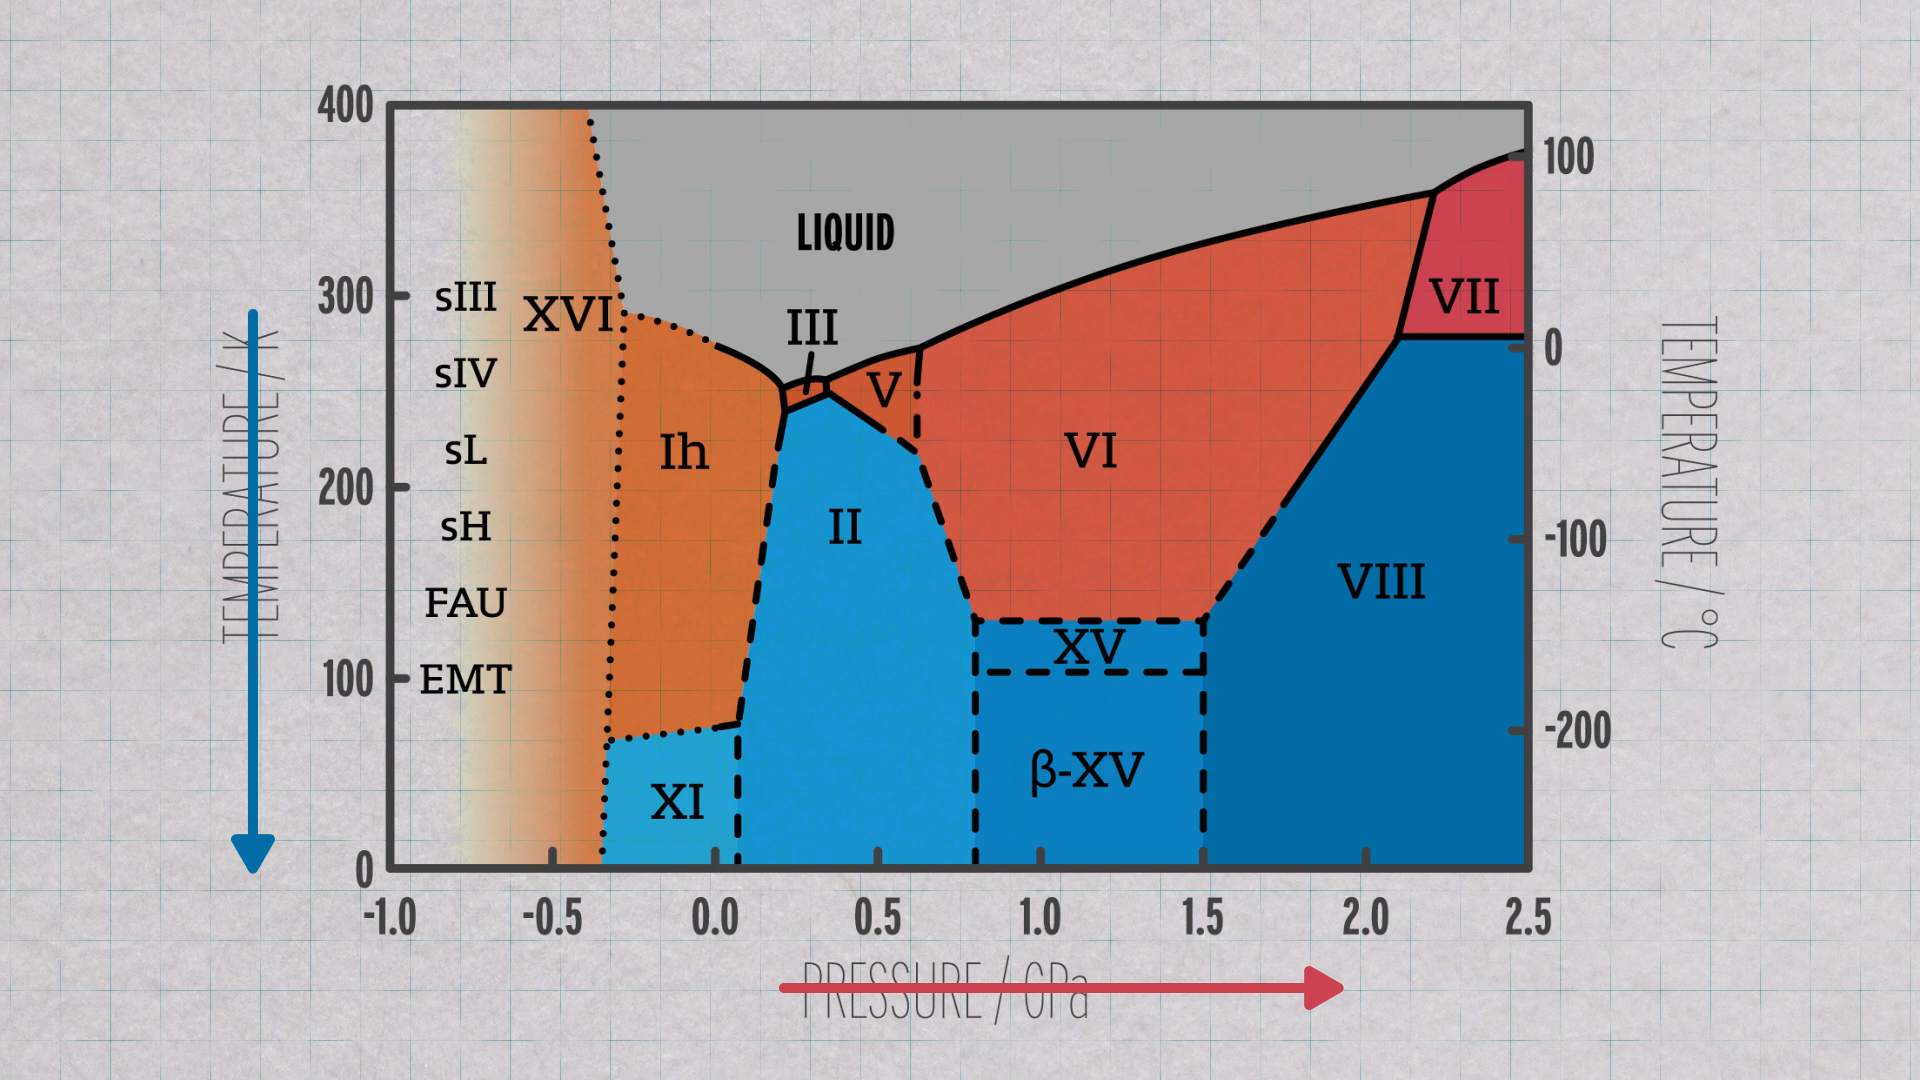 400
100
LIQUID
300
sIII
XVI
III
VII
0
TEMPERATURE / K
TEMPERATURE / °C
sIV
V
sL
Ih
VI
200
sH
II
-100
VIII
FAU
XV
100
EMT
-200
β-XV
XI
0
-1.0 -0.5 0.0 0.5 1.0 1.5 2.0 2.5
PRESSURE / GPa